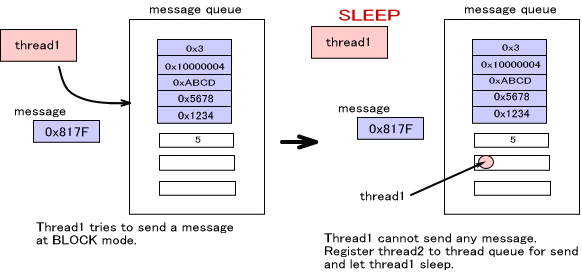 message queue
thread1
0x3
0x10000004
0xABCD
0x5678
0x1234
message
0x817F
5
Thread1 tries to send a message
at BLOCK mode.
SLEEP
message queue
thread1
0x3
0x10000004
0xABCD
0x5678
0x1234
message
0x817F
5
thread1
Thread1 cannot send any message.
Register thread2 to thread queue for send
and let thread1 sleep.